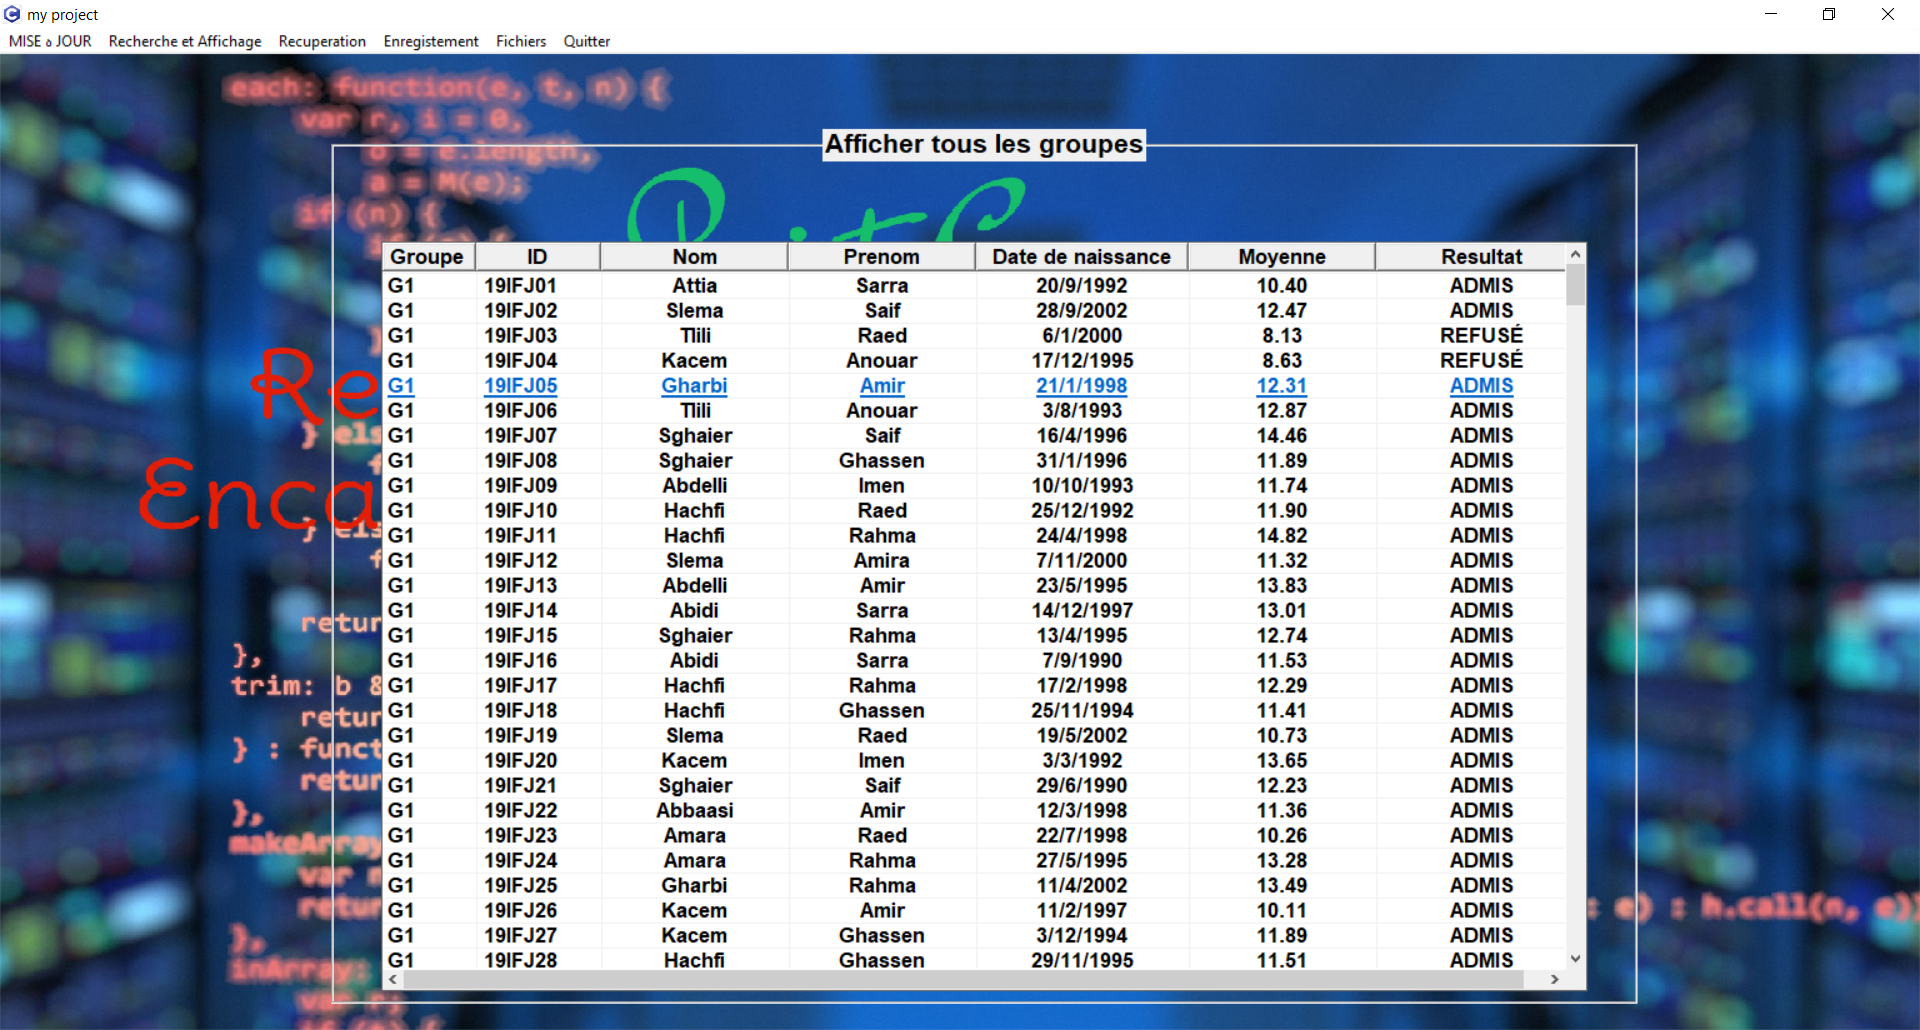 my project
MISE ه JOUR Recherche et Affichage Recuperation Enregistement Fichiers Quitter
each: function(e, t, n) {
var r, i = 0,
o = e.length,
a = M(e);
if (n) {
Afficher tous les groupes
Groupe ID Nom Prenom Date de naissance Moyenne Resultat
G1 19IFJ01 Attia Sarra 20/9/1992 10.40 ADMIS
G1 19IFJ02 Slema Saif 28/9/2002 12.47 ADMIS
G1 19IFJ03 Tlili Raed 6/1/2000 8.13 REFUSÉ
G1 19IFJ04 Kacem Anouar 17/12/1995 8.63 REFUSÉ
G1 19IFJ05 Gharbi Amir 21/1/1998 12.31 ADMIS
G1 19IFJ06 Tlili Anouar 3/8/1993 12.87 ADMIS
G1 19IFJ07 Sghaier Saif 16/4/1996 14.46 ADMIS
G1 19IFJ08 Sghaier Ghassen 31/1/1996 11.89 ADMIS
G1 19IFJ09 Abdelli Imen 10/10/1993 11.74 ADMIS
G1 19IFJ10 Hachfi Raed 25/12/1992 11.90 ADMIS
G1 19IFJ11 Hachfi Rahma 24/4/1998 14.82 ADMIS
G1 19IFJ12 Slema Amira 7/11/2000 11.32 ADMIS
G1 19IFJ13 Abdelli Amir 23/5/1995 13.83 ADMIS
G1 19IFJ14 Abidi Sarra 14/12/1997 13.01 ADMIS
G1 19IFJ15 Sghaier Rahma 13/4/1995 12.74 ADMIS
G1 19IFJ16 Abidi Sarra 7/9/1990 11.53 ADMIS
G1 19IFJ17 Hachfi Rahma 17/2/1998 12.29 ADMIS
G1 19IFJ18 Hachfi Ghassen 25/11/1994 11.41 ADMIS
G1 19IFJ19 Slema Raed 19/5/2002 10.73 ADMIS
G1 19IFJ20 Kacem Imen 3/3/1992 13.65 ADMIS
G1 19IFJ21 Sghaier Saif 29/6/1990 12.23 ADMIS
G1 19IFJ22 Abbaasi Amir 12/3/1998 11.36 ADMIS
G1 19IFJ23 Amara Raed 22/7/1998 10.26 ADMIS
G1 19IFJ24 Amara Rahma 27/5/1995 13.28 ADMIS
G1 19IFJ25 Gharbi Rahma 11/4/2002 13.49 ADMIS
G1 19IFJ26 Kacem Amir 11/2/1997 10.11 ADMIS
G1 19IFJ27 Kacem Ghassen 3/12/1994 11.89 ADMIS
G1 19IFJ28 Hachfi Ghassen 29/11/1995 11.51 ADMIS
Re
} els
Enca
} els
f
retur
},
trim: b &
retur
} : funct
retur
},
makeArray
var
retur
e) : h.call(n, e))
},
inArray:
var r,
if (